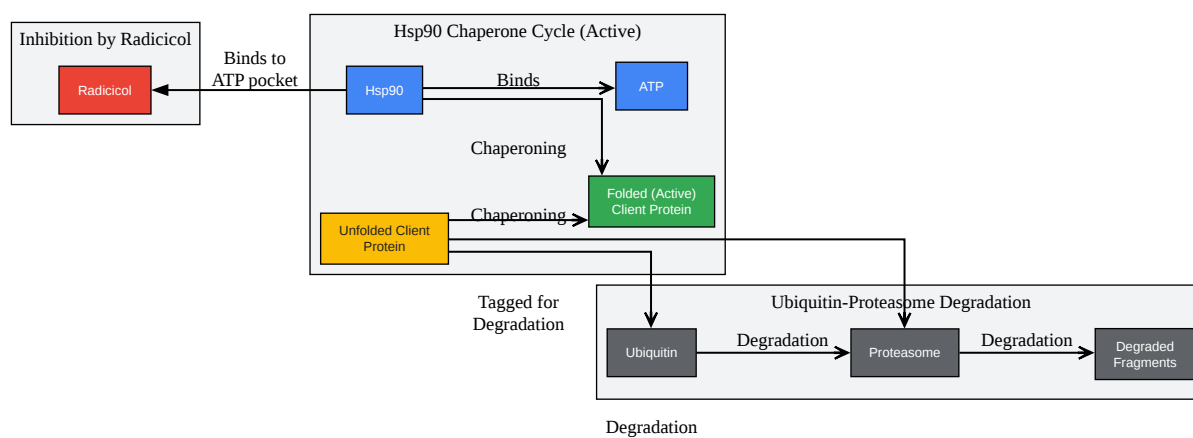 Inhibition by Radicicol
Radicicol
Binds to
ATP pocket
Hsp90 Chaperone Cycle (Active)
Hsp90
Binds
ATP
Chaperoning
Folded (Active)
Client Protein
Chaperoning
Unfolded Client
Protein
Tagged for
Degradation
Ubiquitin-Proteasome Degradation
Ubiquitin
Degradation
Proteasome
Degradation
Degraded
Fragments
Degradation